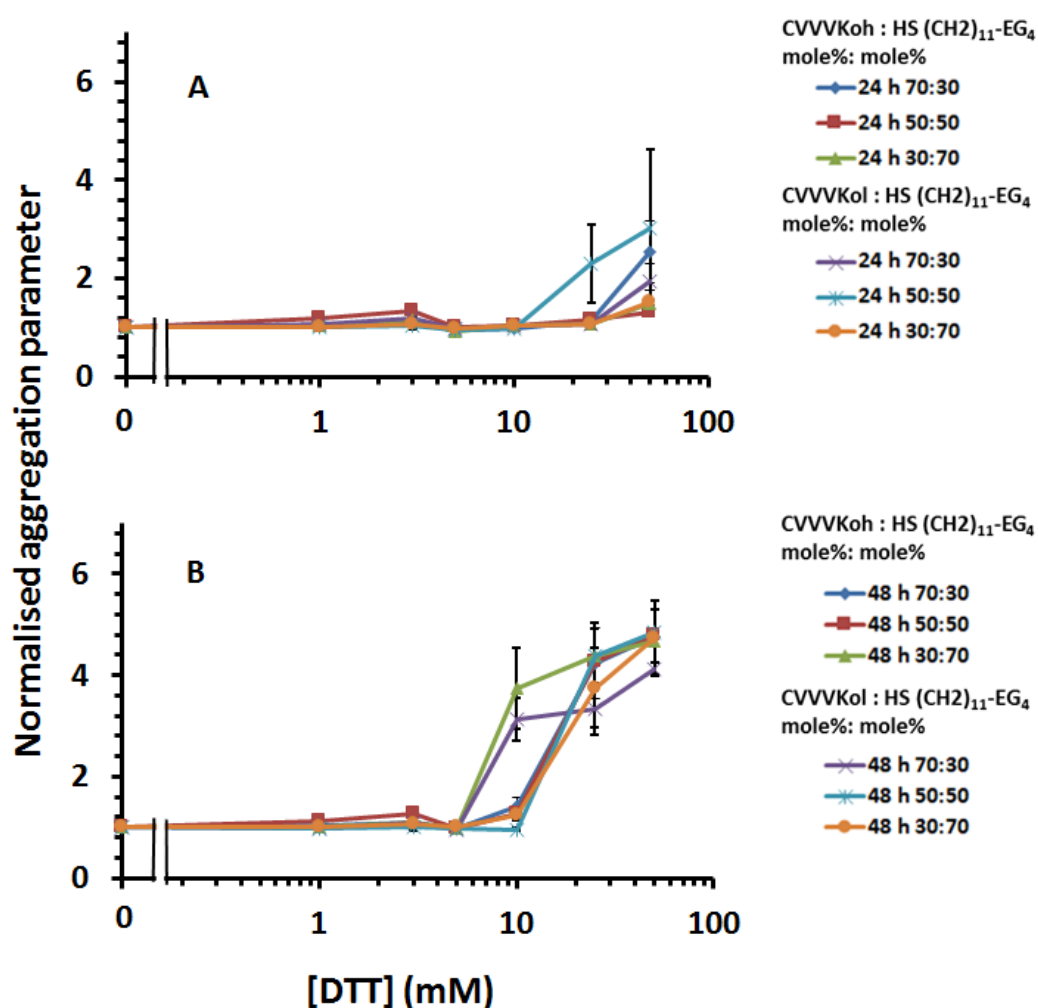 A
6
4
2
0
0
1
10
100
CVVVKoh : HS (CH2)₁₁-EG₄
mole%: mole%
24 h 70:30
24 h 50:50
24 h 30:70
CVVVKol : HS (CH2)₁₁-EG₄
mole%: mole%
24 h 70:30
24 h 50:50
24 h 30:70
Normalised aggregation parameter
B
6
4
2
0
0
1
10
100
[DTT] (mM)
CVVVKoh : HS (CH2)₁₁-EG₄
mole%: mole%
48 h 70:30
48 h 50:50
48 h 30:70
CVVVKol : HS (CH2)₁₁-EG₄
mole%: mole%
48 h 70:30
48 h 50:50
48 h 30:70